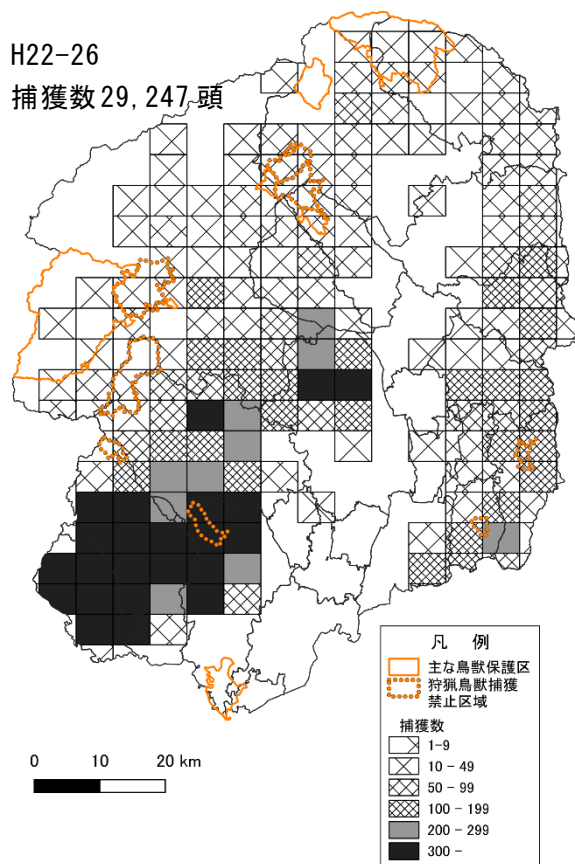 H22-26
捕獲数29,247頭
凡 例
主な鳥獣保護区
狩猟鳥獣捕獲
禁止区域
捕獲数
1-9
10 - 49
50 - 99
100 - 199
200 - 299
300 -
0 10 20 km